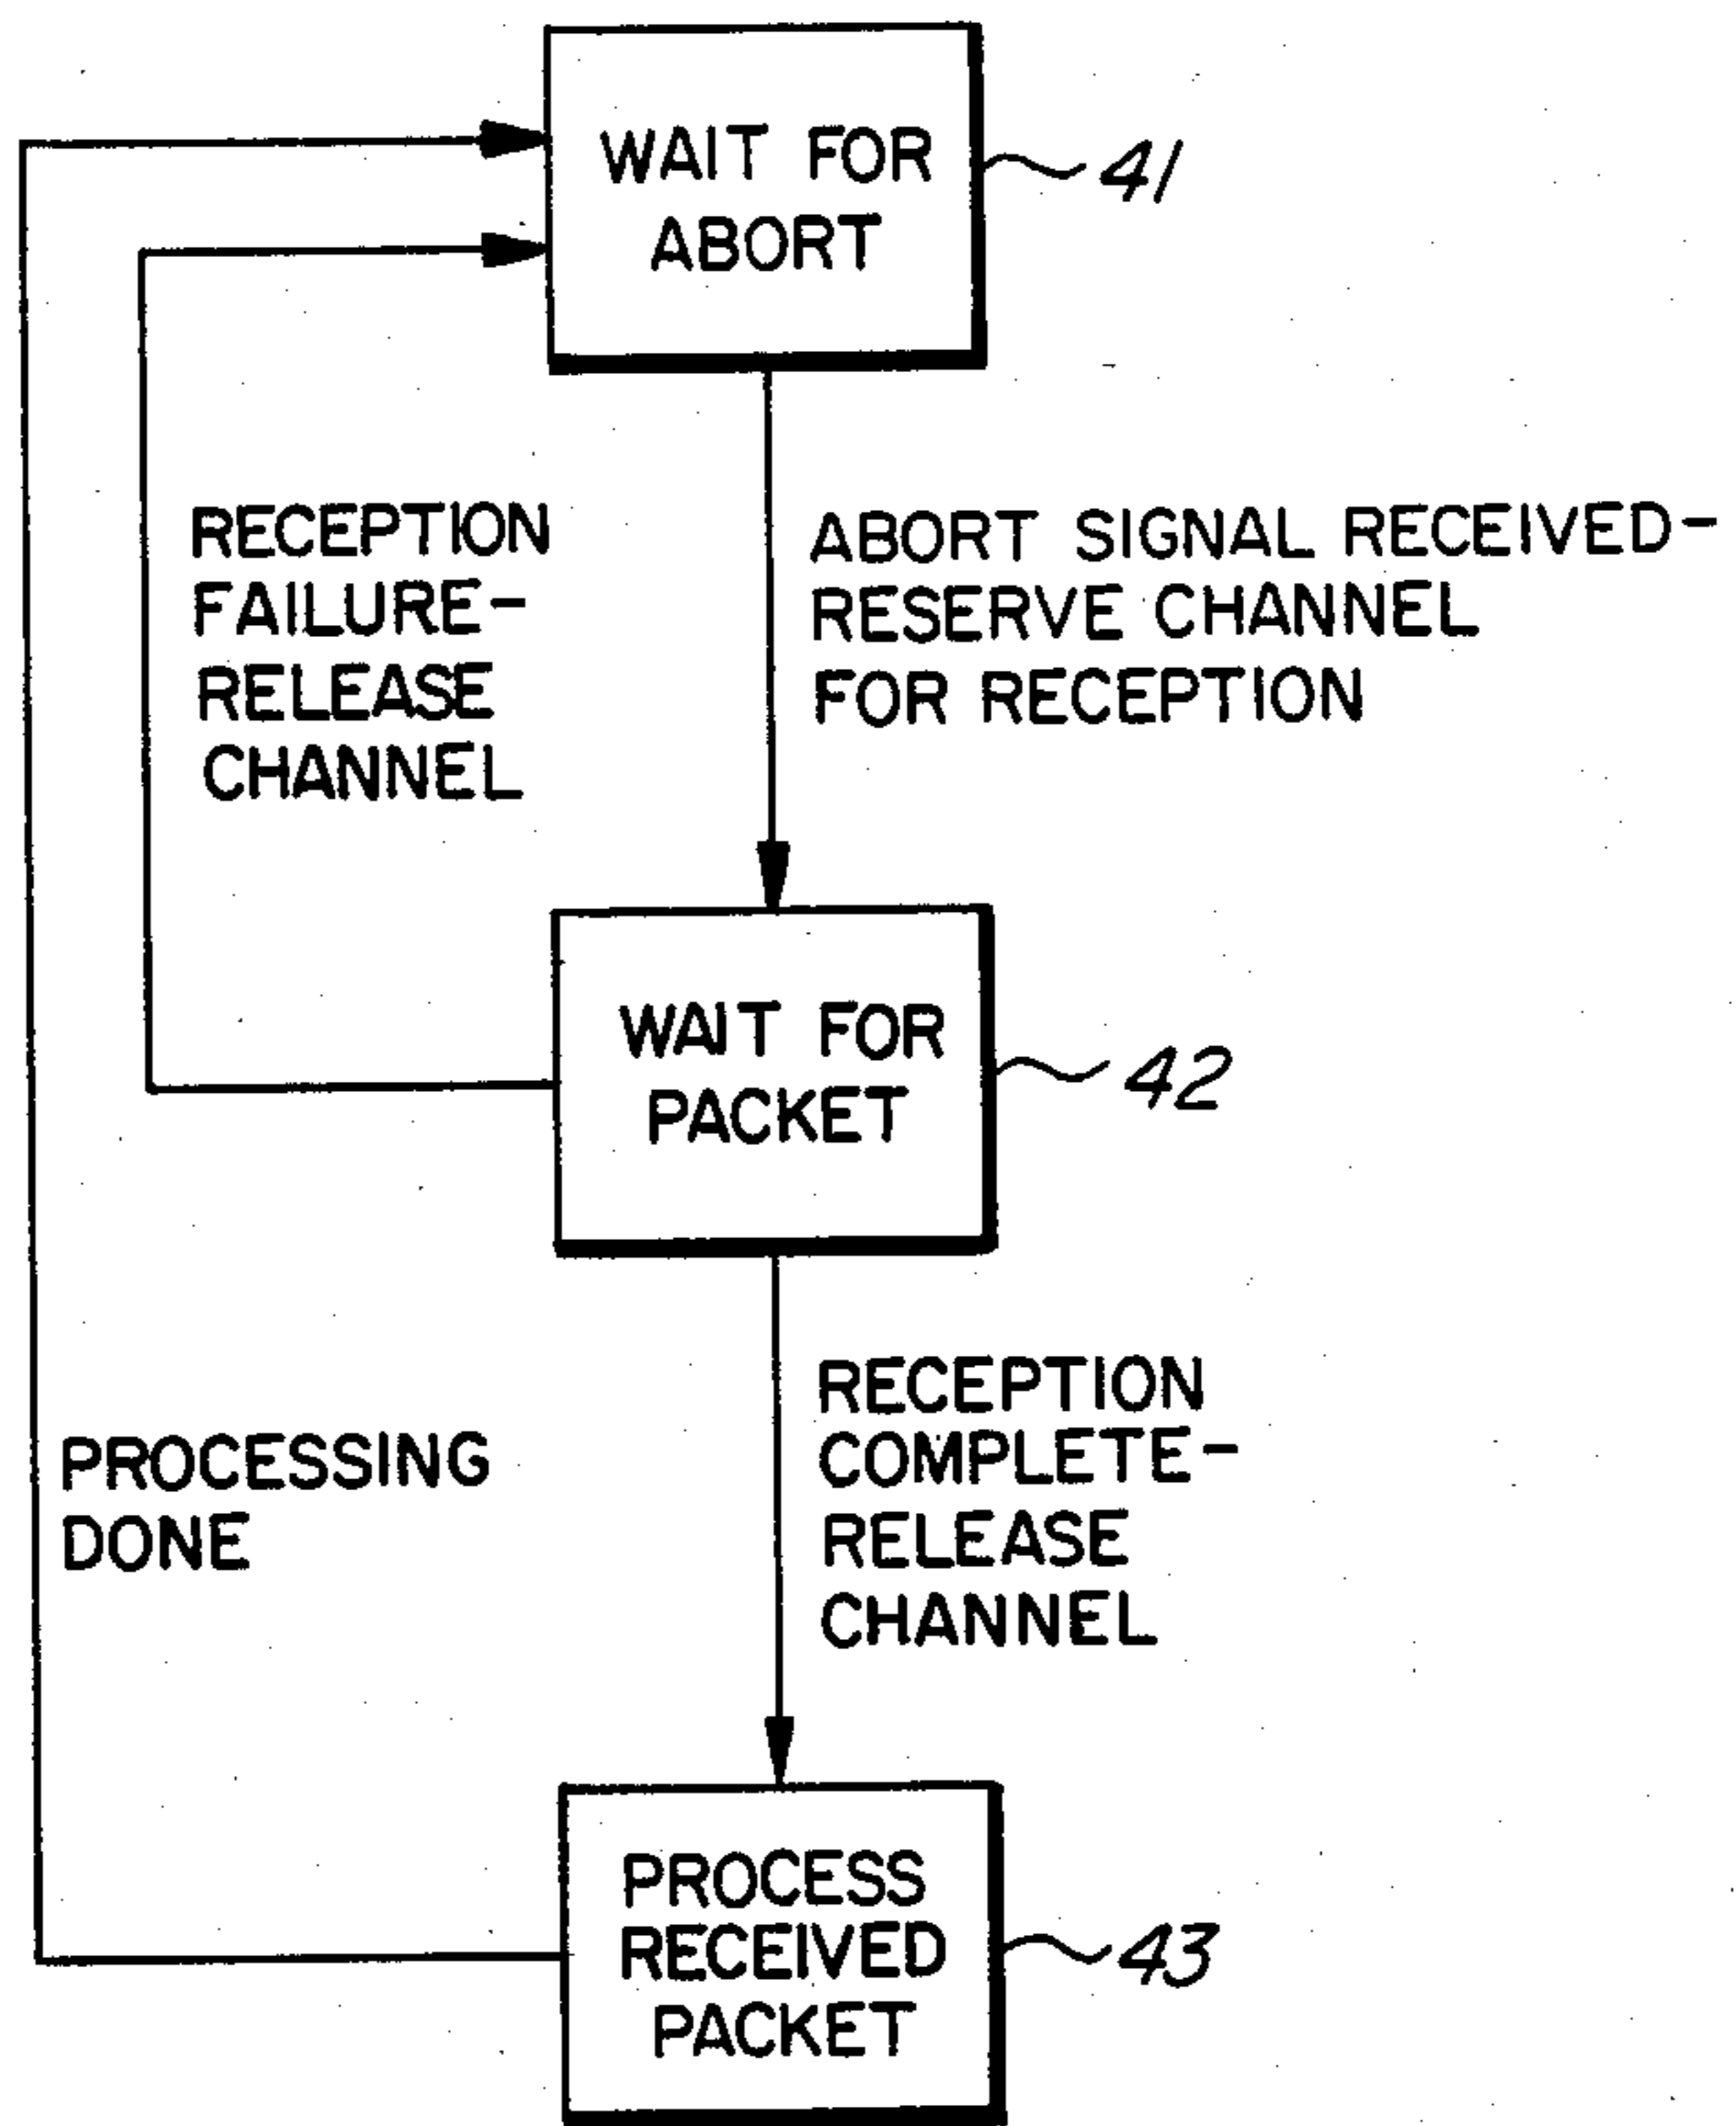 WAIT FOR
ABORT
41
RECEPTION
FAILURE-
RELEASE
CHANNEL
ABORT SIGNAL RECEIVED-
RESERVE CHANNEL
FOR RECEPTION
WAIT FOR
PACKET
42
PROCESSING
DONE
RECEPTION
COMPLETE-
RELEASE
CHANNEL
PROCESS
RECEIVED
PACKET
43